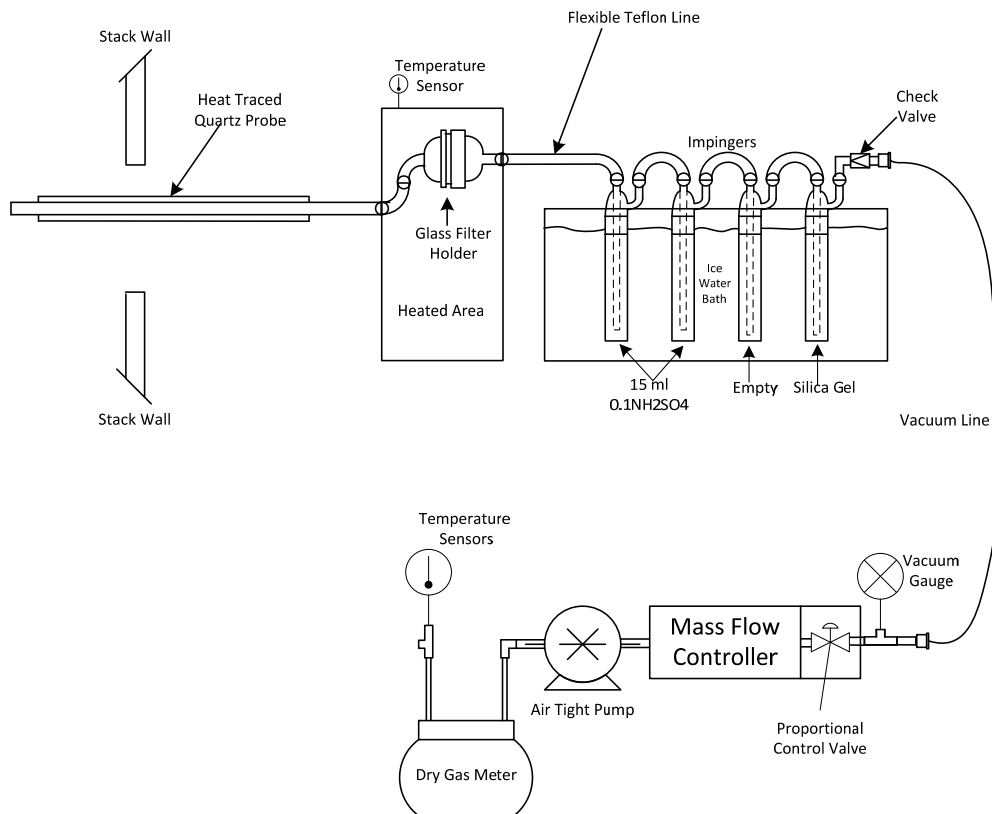 Flexible Teflon Line
Stack Wall
Temperature
Sensor
Heat Traced
Quartz Probe
Check
Valve
Impingers
Glass Filter
Holder
Ice
Water
Bath
Heated Area
15 ml
0.1NH2SO4
Empty
Silica Gel
Stack Wall
Vacuum Line
Temperature
Sensors
Vacuum
Gauge
Mass Flow
Controller
Air Tight Pump
Proportional
Control Valve
Dry Gas Meter